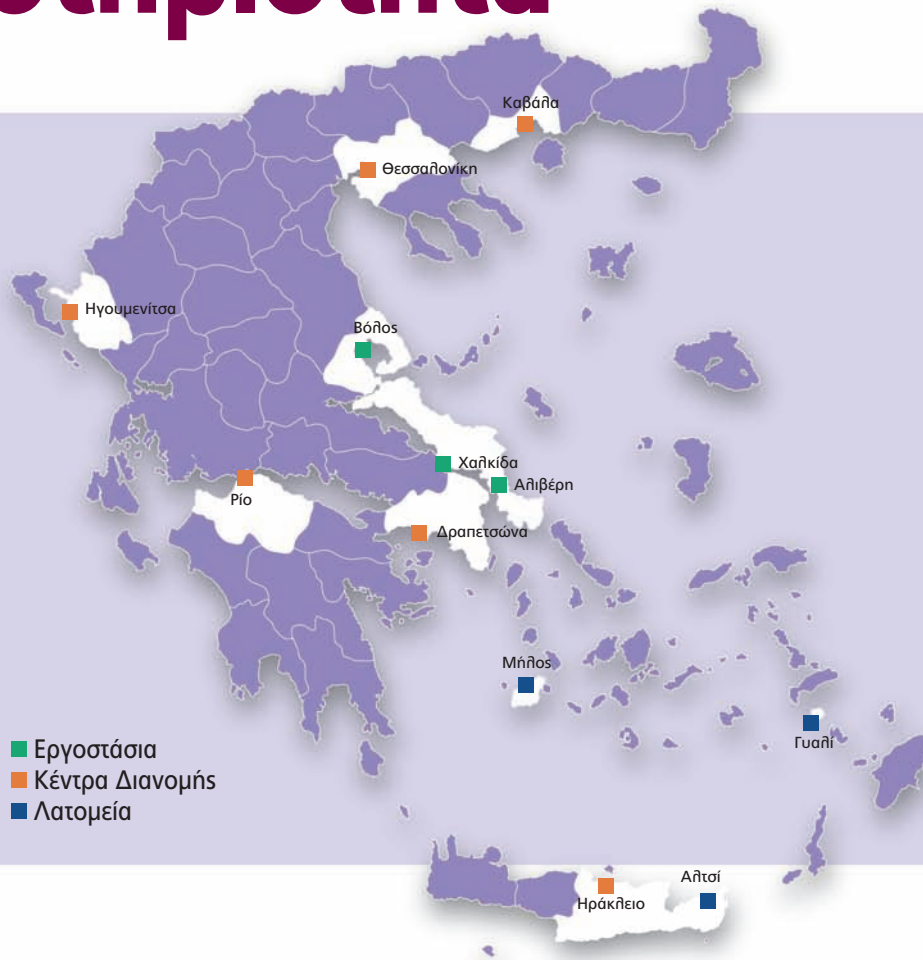 Καβάλα
Θεσσαλονίκη
Ηγουμενίτσα
Βόλος
Χαλκίδα
Αλιβέρη
Ρίο
Δραπετσώνα
Μήλος
Γυαλί
Εργοστάσια
Κέντρα Διανομής
Λατομεία
Αλτσί
Ηράκλειο